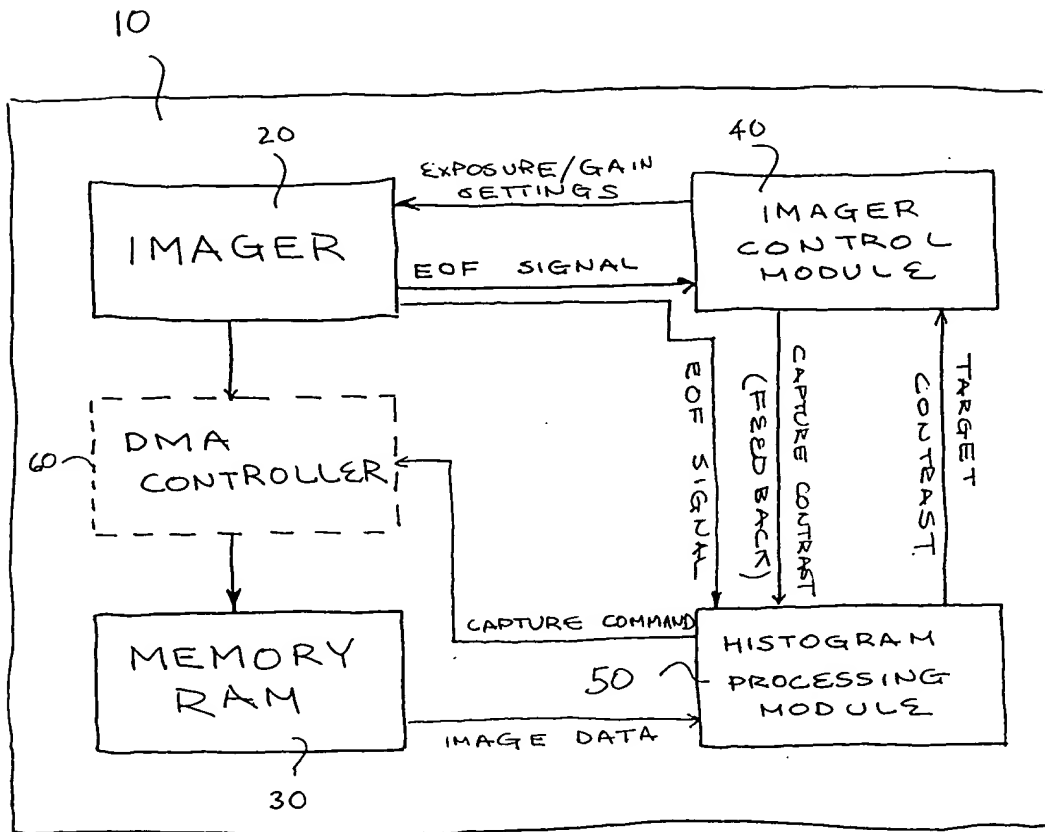 10
20
40
EXPOSURE/GAIN
SETTINGS
IMAGER
IMAGER
CONTROL
MODULE
EOF SIGNAL
EOF SIGNAL
CAPTURE CONTRAST
(FEEDBACK)
TARGET
CONTRAST
60
DMA
CONTROLLER
CAPTURE COMMAND
MEMORY
RAM
50
HISTOGRAM
PROCESSING
MODULE
IMAGE DATA
30